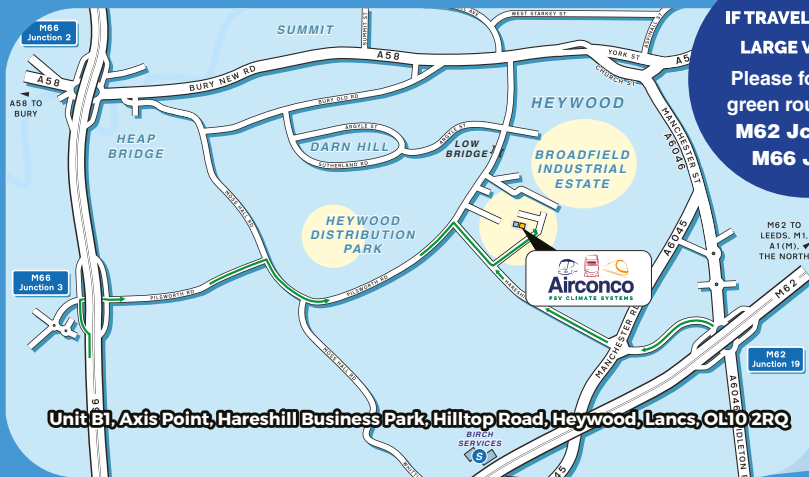 M66
Junction 2
SUMMIT
SUMMIT ST
WEST STARKEY ST
IF TRAVEL
LARGE V
Please fo
green rou
M62 Jc
M66 J
A58
A58
YORK ST
A5
BURY NEW RD
CHURCH ST
A58 TO
BURY
BURY OLD RD
HEYWOOD
HEAP
BRIDGE
ARGYLE ST
ARGYLE ST
DARN HILL
SUTHERLAND RD
LOW
BRIDGE
MANCHESTER ST
A6046
BROADFIELD
INDUSTRIAL
ESTATE
MOSS HALL RD
HEYWOOD
DISTRIBUTION
PARK
A6045
M62 TO
LEEDS, M1,
A1(M),
THE NORTH
M66
Junction 3
PILSWORTH RD
PILSWORTH RD
Airconco
PSV CLIMATE SYSTEMS
M62
MANCHESTER RD
MOSS HALL RD
M62
Junction 19
A6046
Unit B1, Axis Point, Hareshill Business Park, Hilltop Road, Heywood, Lancs, OL10 2RQ
BIRCH
SERVICES
S